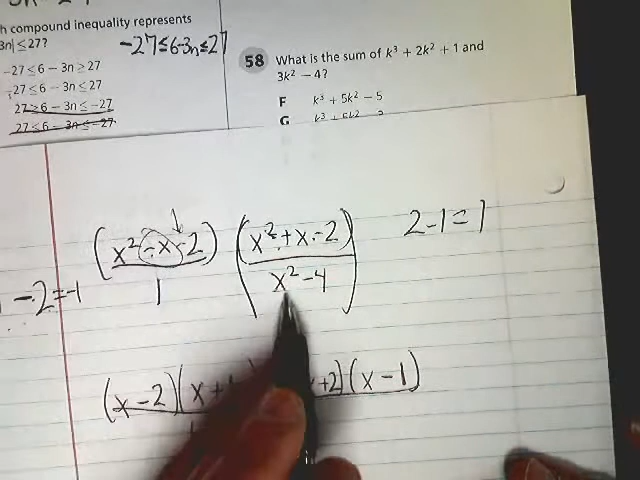 h compound inequality represents
3n| ≤ 27?
-27≤6-3n≤27
-27 ≤ 6 − 3n ≥ 27
-27 ≤ 6 − 3n ≤ 27
27 ≥ 6 − 3n ≤ −27
27 ≤ 6 − 3n ≤ −27
58 What is the sum of k³ + 2k² + 1 and
3k² − 4?
F k³ + 5k² − 5
G
(x²-x-2) (x²+x-2) 2-1=1
1 x²-4
-2=-1
(x-2)(x+ +2)(x-1)